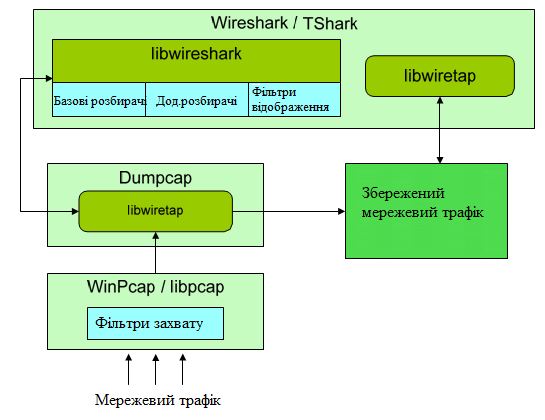 Wireshark / TShark
libwireshark
Базові розбирачі
Дод.розбирачі
Фільтри
відображення
libwiretap
Dumpcap
libwiretap
Збережений
мережевий трафік
WinPcap / libpcap
Фільтри захвату
Мережевий трафік